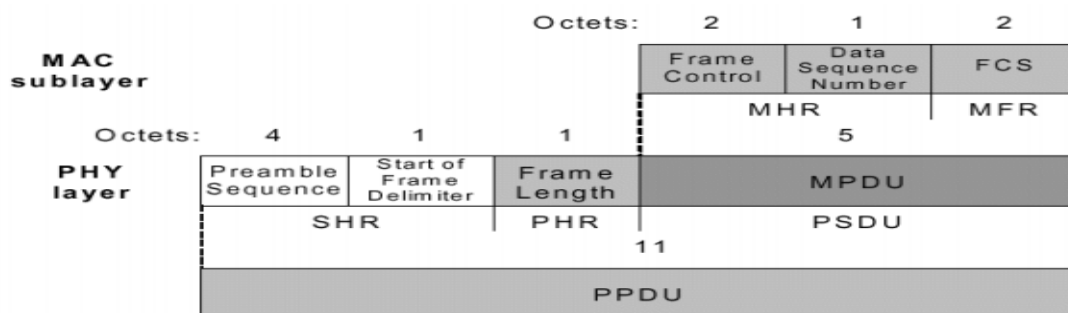 Octets: 2 1 2
MAC sublayer
Frame Control
Data Sequence Number
FCS
MHR MFR
Octets: 4 1 1 5
PHY layer
Preamble Sequence
Start of Frame Delimiter
Frame Length
MPDU
SHR PHR PSDU
11
PPDU